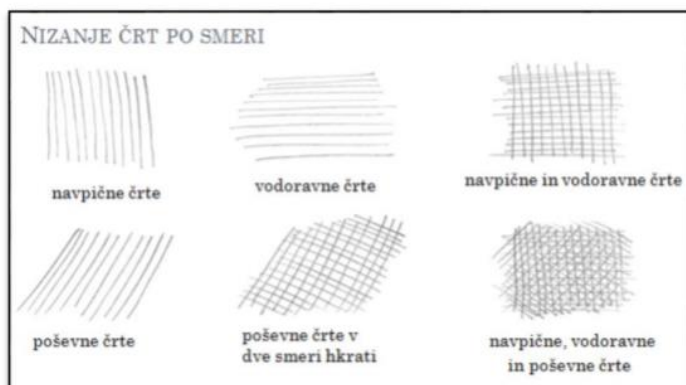 NIZANJE ČRT PO SMERI
navpične črte
vodoravne črte
navpične in vodoravne črte
poševne črte
poševne črte v
dve smeri hkrati
navpične, vodoravne
in poševne črte